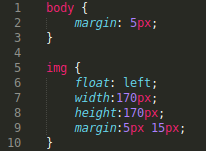 1 body {
2     margin: 5px;
3 }
4
5 img {
6     float: left;
7     width:170px;
8     height:170px;
9     margin:5px 15px;
10 }